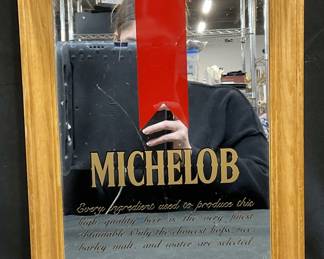 MICHELOB
Every ingredient used to produce this
high quality beer is the very finest
obtainable. Only the choicest hops, rice
barley malt, and water are selected